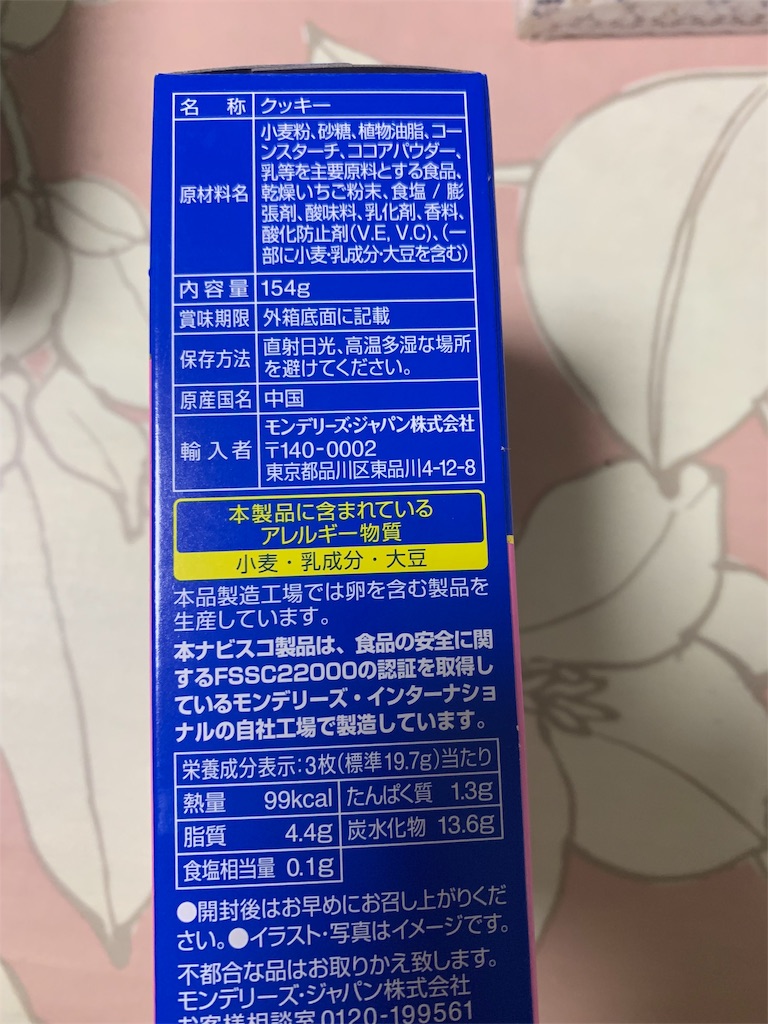 名 称 クッキー
原材料名
小麦粉、砂糖、植物油脂、コー
ンスターチ、ココアパウダー、
乳等を主要原料とする食品、
乾燥いちご粉末、食塩 / 膨
張剤、酸味料、乳化剤、香料、
酸化防止剤(V.E, V.C)、(一
部に小麦・乳成分・大豆を含む)
内容量 154g
賞味期限 外箱底面に記載
保存方法
直射日光、高温多湿な場所
を避けてください。
原産国名 中国
輸入者
モンデリーズ・ジャパン株式会社
〒140-0002
東京都品川区東品川4-12-8
本製品に含まれている
アレルギー物質
小麦・乳成分・大豆
本品製造工場では卵を含む製品を
生産しています。
本ナビスコ製品は、食品の安全に関
するFSSC22000の認証を取得し
ているモンデリーズ・インターナショ
ナルの自社工場で製造しています。
栄養成分表示:3枚(標準19.7g)当たり
熱量 99kcal たんぱく質 1.3g
脂質 4.4g 炭水化物 13.6g
食塩相当量 0.1g
●開封後はお早めにお召し上がりくだ
さい。●イラスト・写真はイメージです。
不都合な品はお取りかえ致します。
モンデリーズ・ジャパン株式会社
お客様相談室 0120-199561